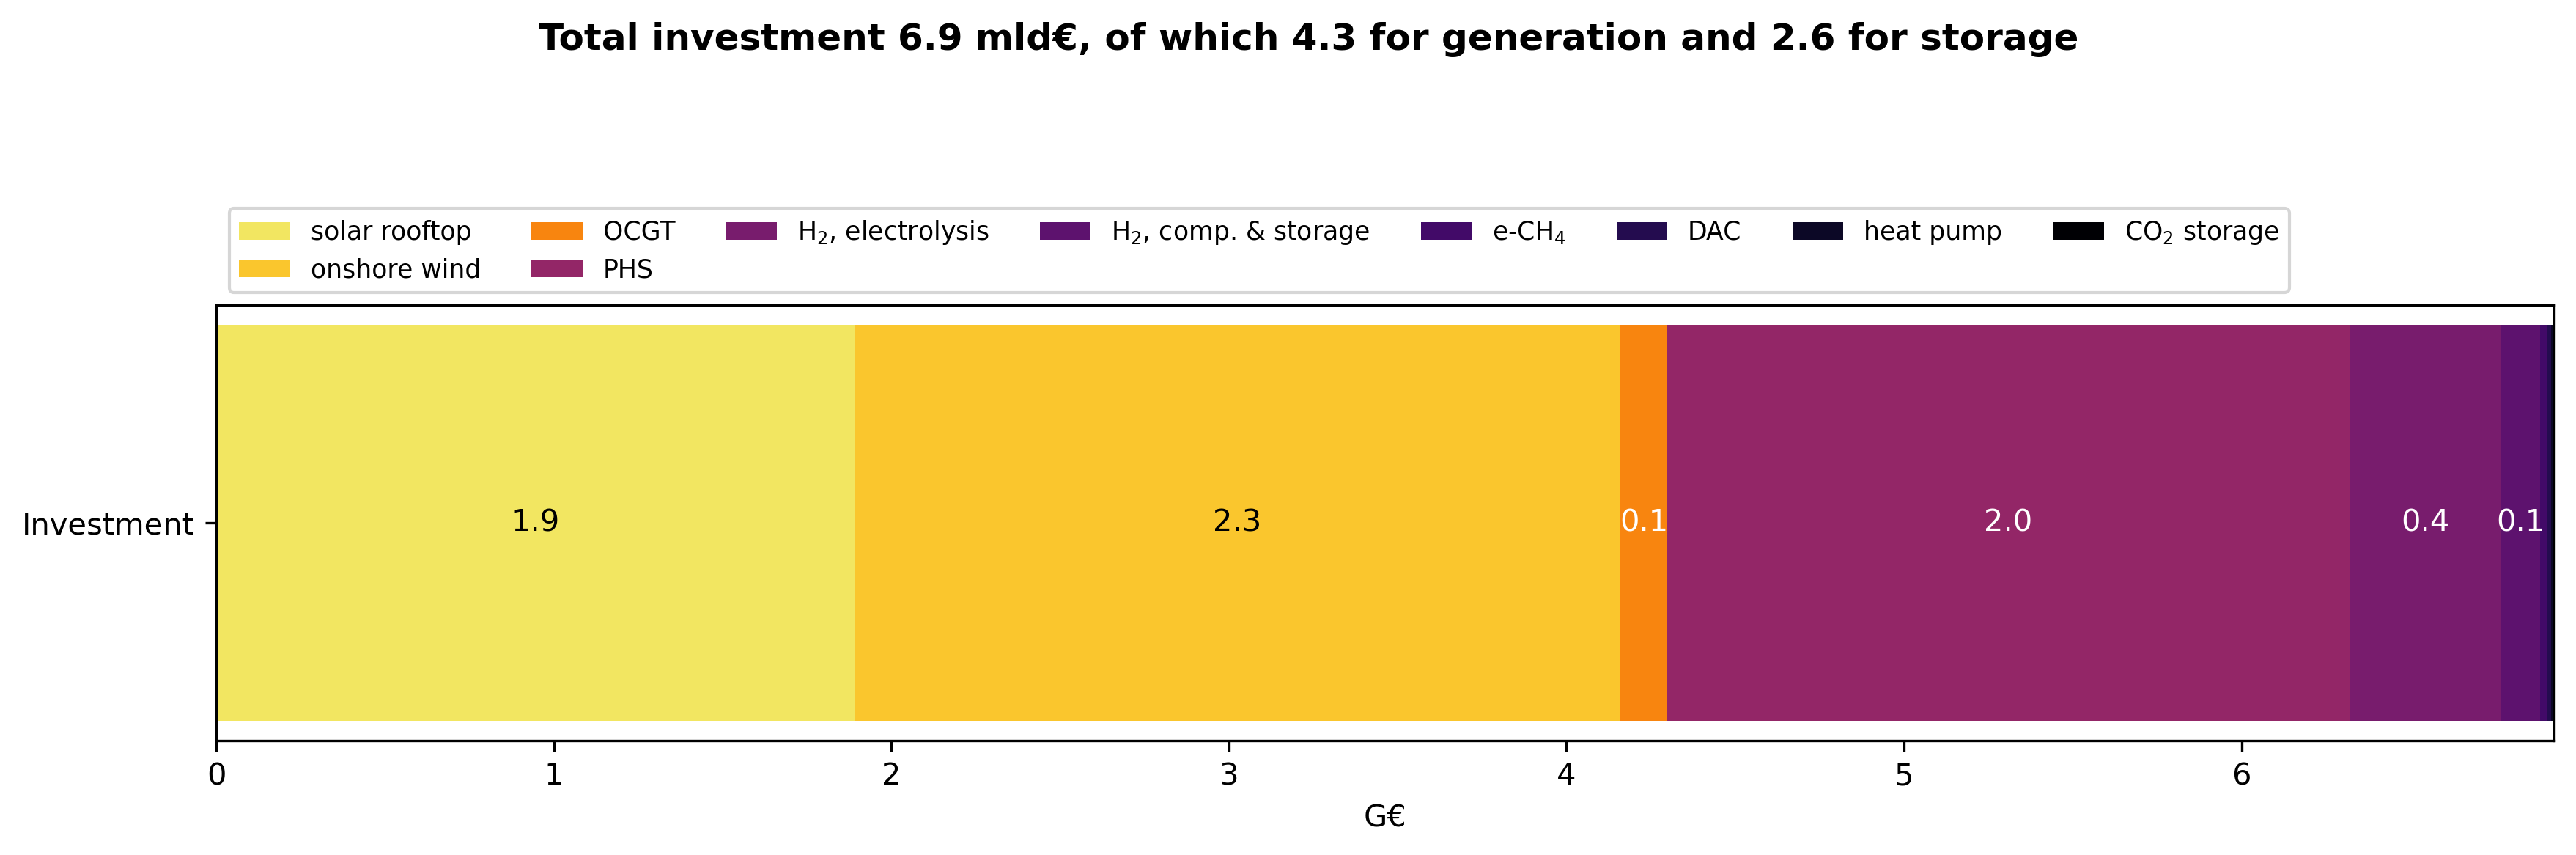 Total investment 6.9 mld€, of which 4.3 for generation and 2.6 for storage
solar rooftop OCGT H₂, electrolysis H₂, comp. & storage e-CH₄ DAC heat pump CO₂ storage
onshore wind PHS
Investment 1.9 2.3 0.1 2.0 0.4 0.1
0 1 2 3 4 5 6
G€